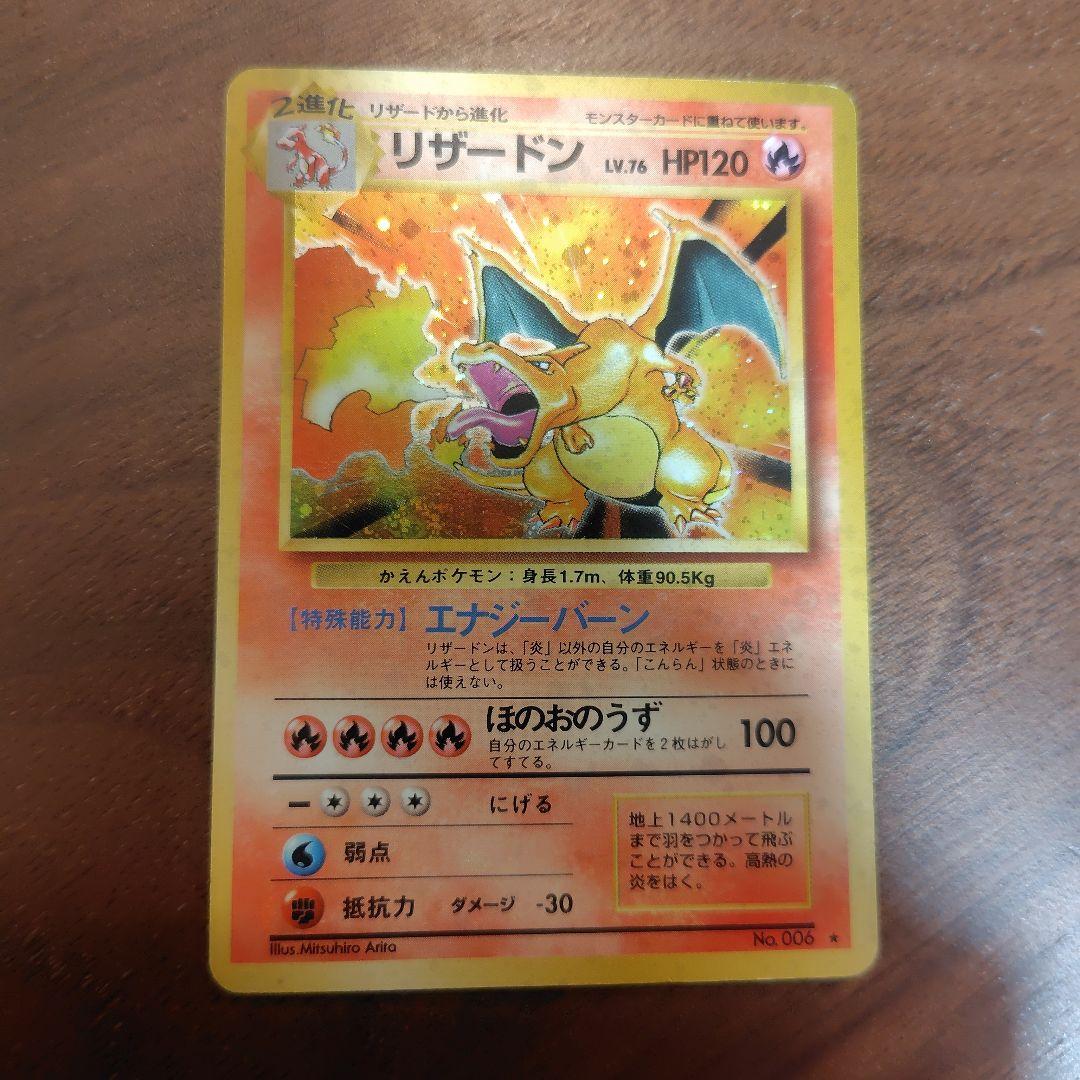 2進化 リザードから進化 モンスターカードに重ねて使います。
リザードン LV.76 HP120
かえんポケモン：身長1.7m、体重90.5Kg
【特殊能力】エナジーバーン
リザードンは、「炎」以外の自分のエネルギーを「炎」エネ
ルギーとして扱うことができる。「こんらん」状態のときに
は使えない。
ほのおのうず 100
自分のエネルギーカードを2枚はがし
てすてる。
にげる
弱点
抵抗力 ダメージ -30
地上1400メートル
まで羽をつかって飛ぶ
ことができる。高熱の
炎をはく。
Illus.Mitsuhiro Arita
No.006 ★